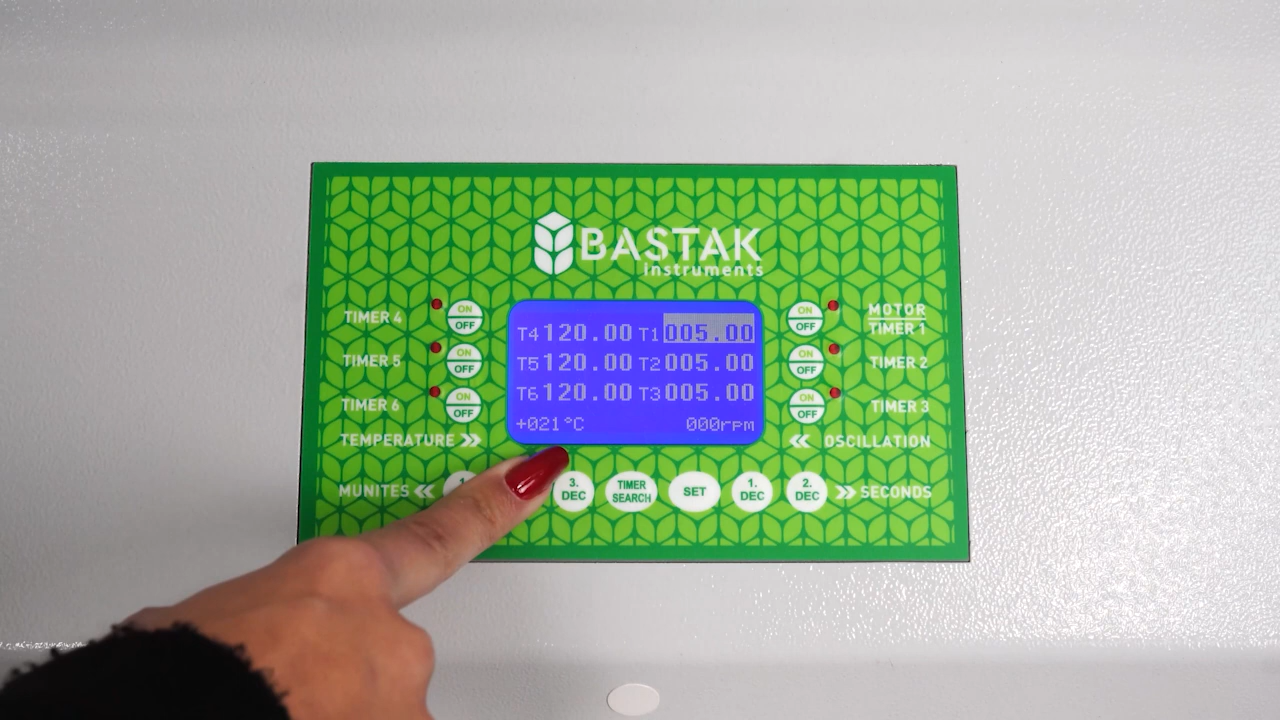 BASTAK
instruments
TIMER 4
ON
OFF
T4 120.00 T1 005.00
ON
OFF
MOTOR
TIMER 1
TIMER 5
ON
OFF
T5 120.00 T2 005.00
ON
OFF
TIMER 2
TIMER 6
ON
OFF
T6 120.00 T3 005.00
ON
OFF
TIMER 3
TEMPERATURE
+021°C 000rpm
OSCILLATION
MUNITES
1.
3.
DEC
TIMER
SEARCH
SET
1.
DEC
2.
DEC
SECONDS